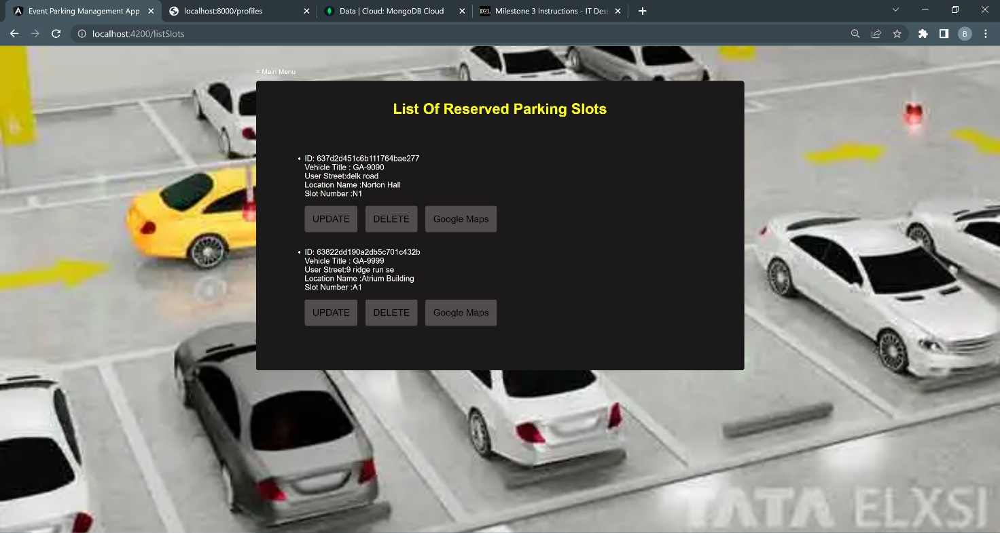 Event Parking Management App
localhost:8000/profiles
Data | Cloud: MongoDB Cloud
Milestone 3 Instructions - IT Desi
localhost:4200/listSlots
B
= Main Menu
List Of Reserved Parking Slots
• ID: 637d2d451c6b111764bae277
Vehicle Title : GA-9090
User Street:delk road
Location Name :Norton Hall
Slot Number :N1
UPDATE DELETE Google Maps
• ID: 63822dd190a2db5c701c432b
Vehicle Title : GA-9999
User Street:9 ridge run se
Location Name :Atrium Building
Slot Number :A1
UPDATE DELETE Google Maps
TATA ELXSI